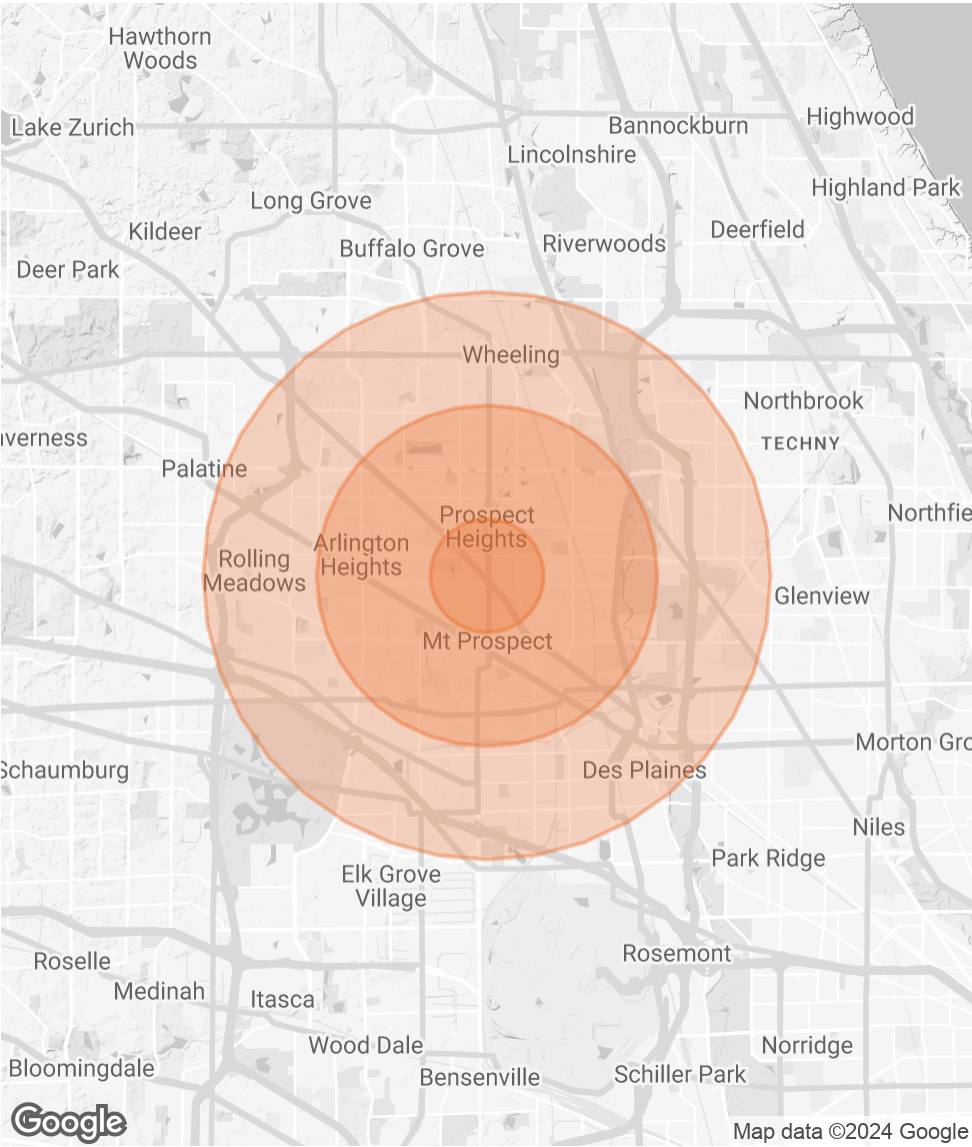 Hawthorn
Woods
Lake Zurich
Bannockburn
Highwood
Lincolnshire
Highland Park
Long Grove
Kildeer
Buffalo Grove
Riverwoods
Deerfield
Deer Park
Wheeling
Northbrook
TECHNY
verness
Palatine
Northfie
Prospect
Heights
Arlington
Heights
Rolling
Meadows
Glenview
Mt Prospect
Morton Gro
Schaumburg
Des Plaines
Niles
Park Ridge
Elk Grove
Village
Rosemont
Roselle
Medinah
Itasca
Wood Dale
Norridge
Bloomingdale
Bensenville
Schiller Park
Google
Map data ©2024 Google